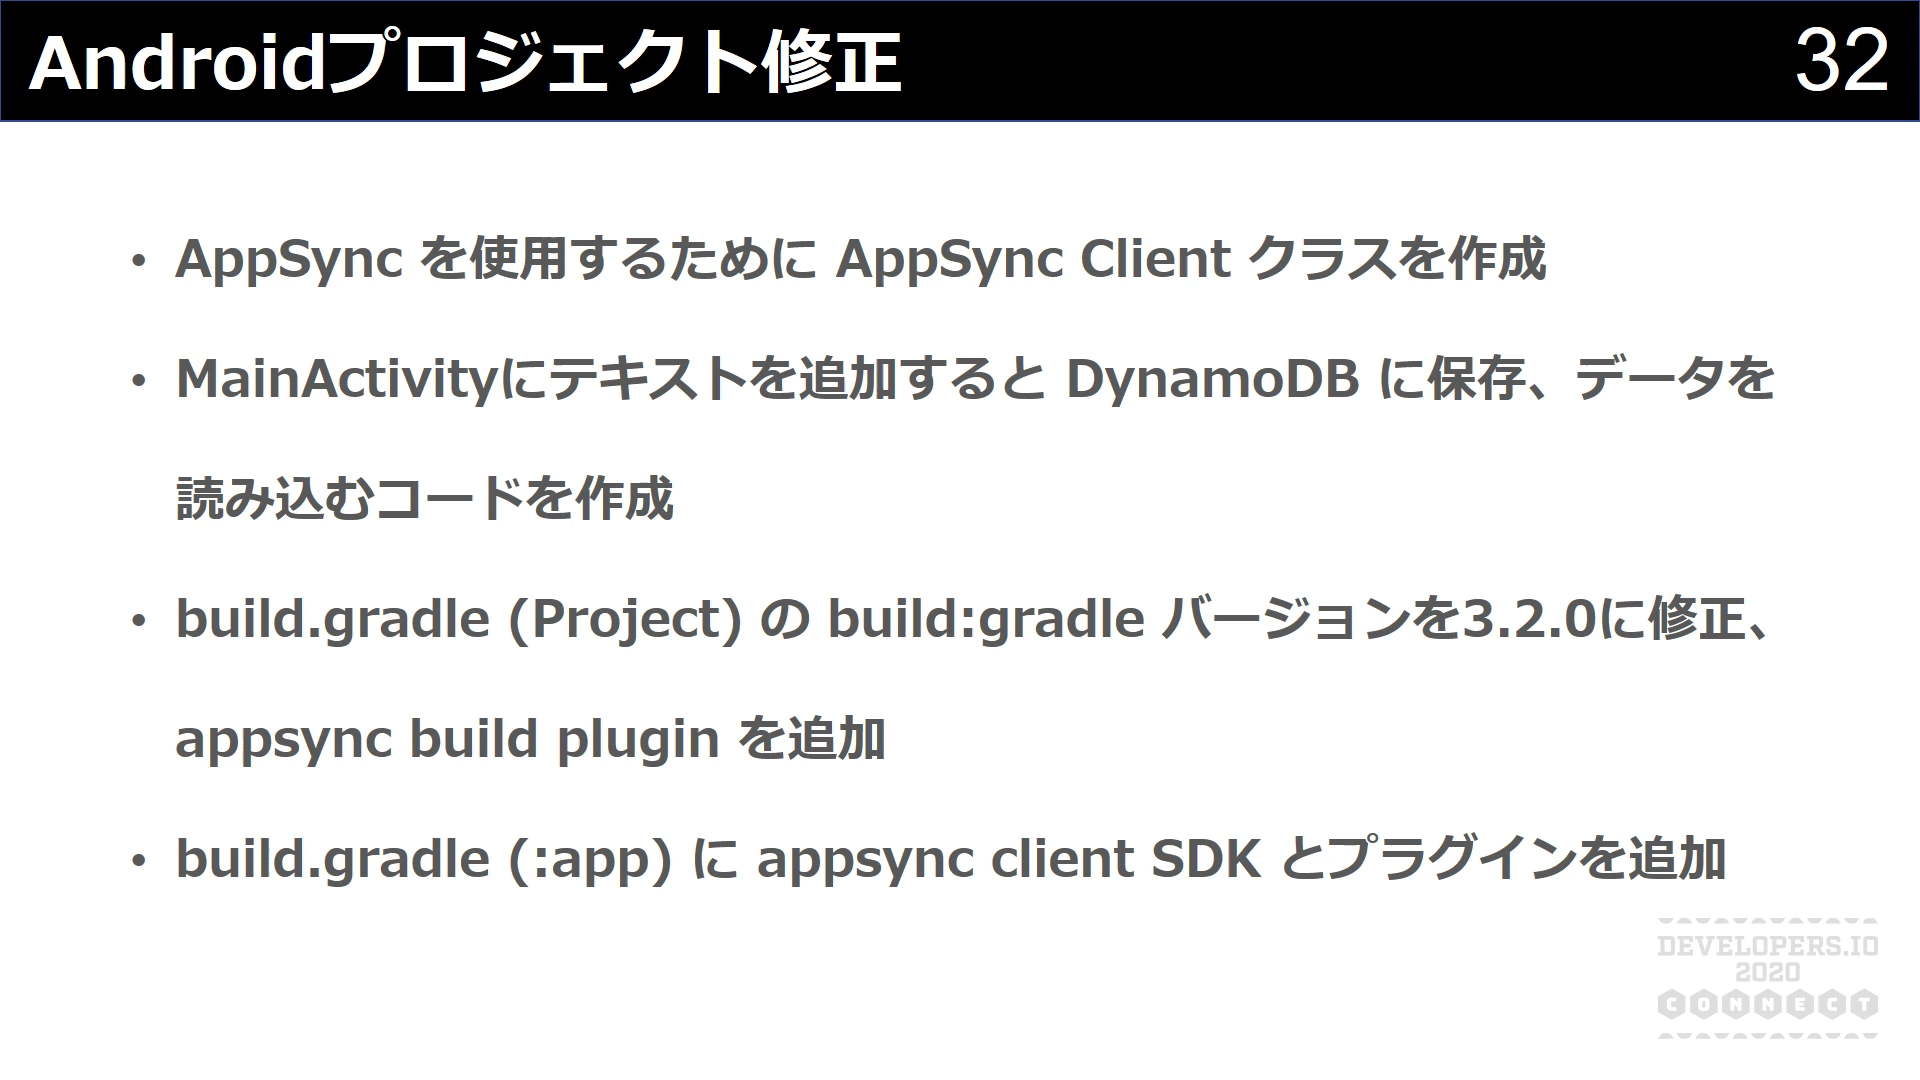 Androidプロジェクト修正
32
• AppSync を使用するために AppSync Client クラスを作成
• MainActivityにテキストを追加すると DynamoDB に保存、データを
読み込むコードを作成
• build.gradle (Project) の build:gradle バージョンを3.2.0に修正、
appsync build plugin を追加
• build.gradle (:app) に appsync client SDK とプラグインを追加
DEVELOPERS.IO
2020
CONNECT